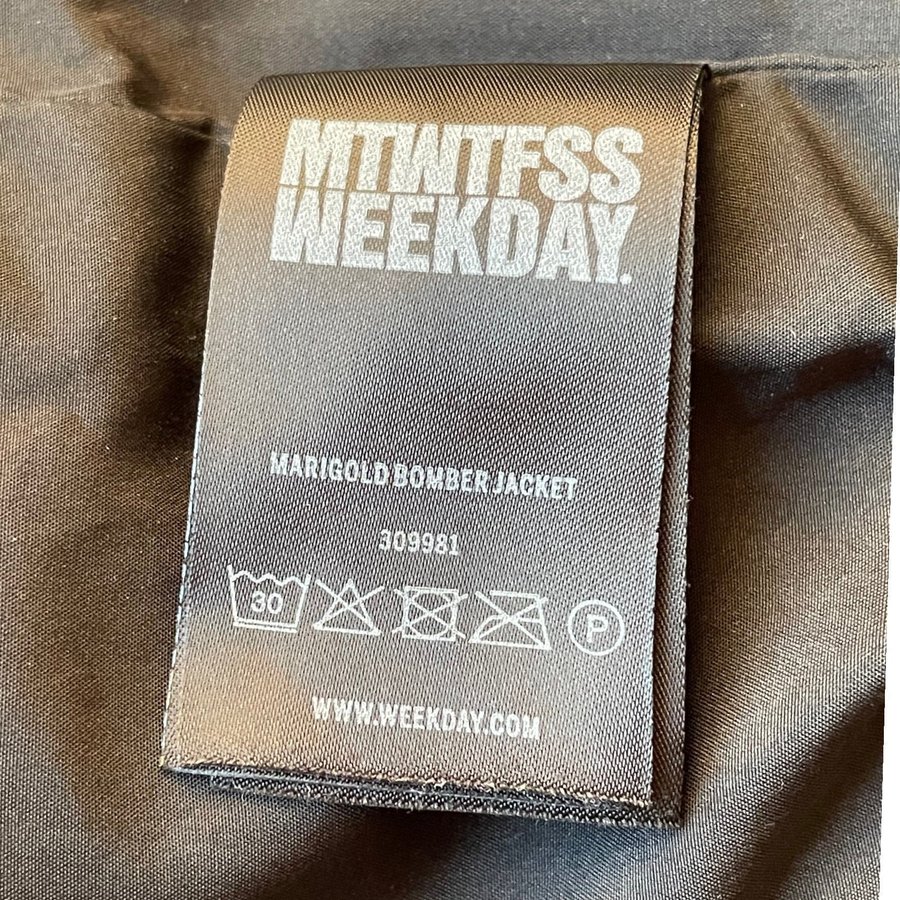 MTWTFSS
WEEKDAY.
MARIGOLD BOMBER JACKET
309981
30 P
WWW.WEEKDAY.COM